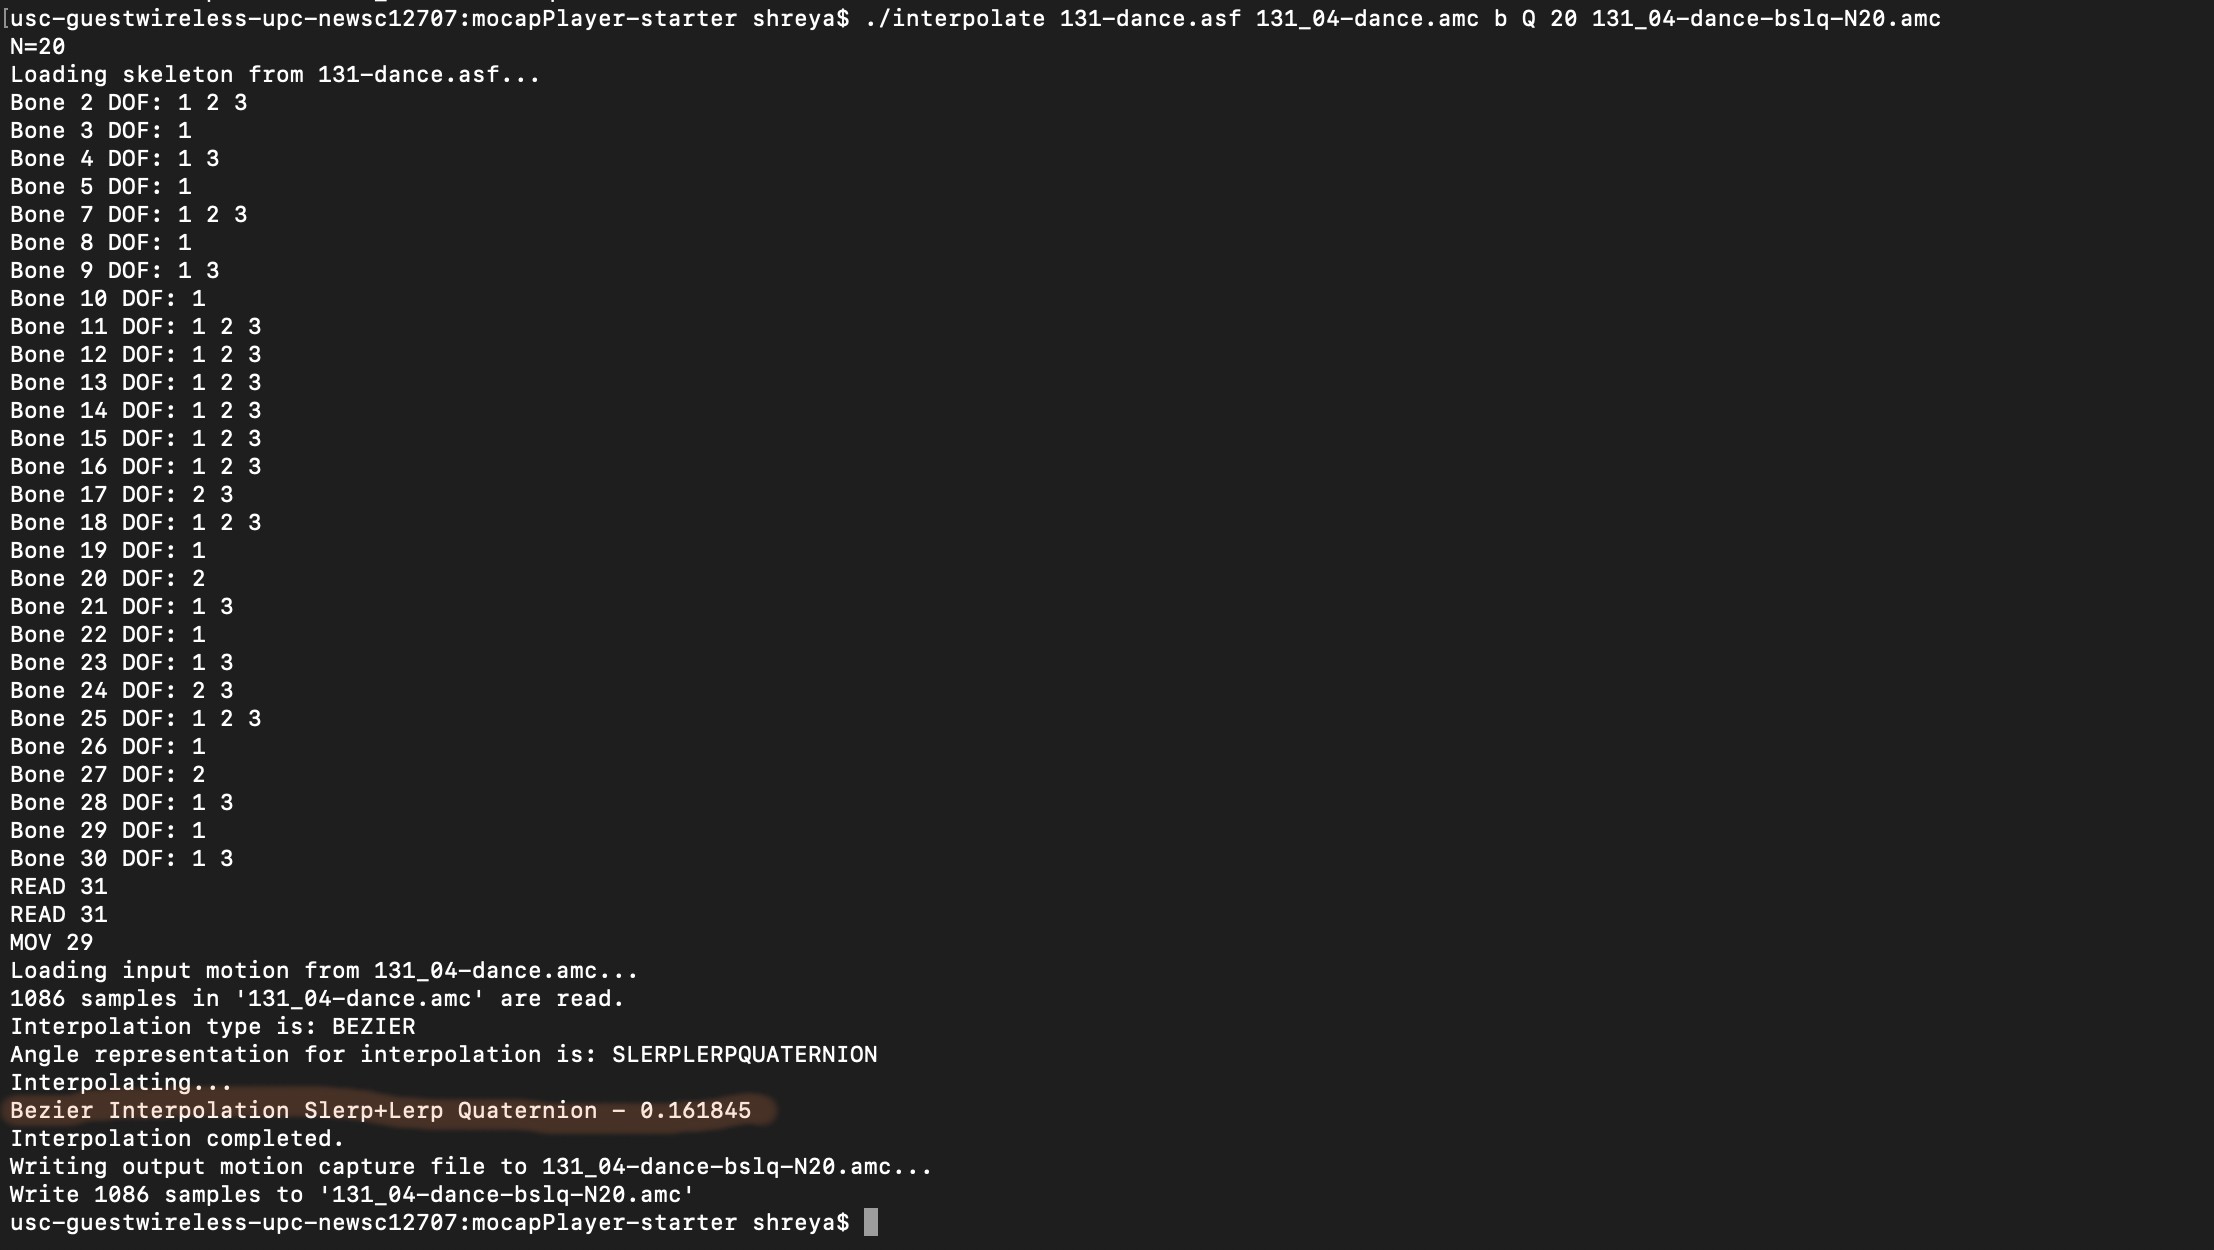 usc-guestwireless-upc-newsc12707:mocapPlayer-starter shreya$ ./interpolate 131-dance.asf 131_04-dance.amc b Q 20 131_04-dance-bslq-N20.amc
N=20
Loading skeleton from 131-dance.asf...
Bone 2 DOF: 1 2 3
Bone 3 DOF: 1
Bone 4 DOF: 1 3
Bone 5 DOF: 1
Bone 7 DOF: 1 2 3
Bone 8 DOF: 1
Bone 9 DOF: 1 3
Bone 10 DOF: 1
Bone 11 DOF: 1 2 3
Bone 12 DOF: 1 2 3
Bone 13 DOF: 1 2 3
Bone 14 DOF: 1 2 3
Bone 15 DOF: 1 2 3
Bone 16 DOF: 1 2 3
Bone 17 DOF: 2 3
Bone 18 DOF: 1 2 3
Bone 19 DOF: 1
Bone 20 DOF: 2
Bone 21 DOF: 1 3
Bone 22 DOF: 1
Bone 23 DOF: 1 3
Bone 24 DOF: 2 3
Bone 25 DOF: 1 2 3
Bone 26 DOF: 1
Bone 27 DOF: 2
Bone 28 DOF: 1 3
Bone 29 DOF: 1
Bone 30 DOF: 1 3
READ 31
READ 31
MOV 29
Loading input motion from 131_04-dance.amc...
1086 samples in '131_04-dance.amc' are read.
Interpolation type is: BEZIER
Angle representation for interpolation is: SLERPLERPQUATERNION
Interpolating...
Bezier Interpolation Slerp+Lerp Quaternion - 0.161845
Interpolation completed.
Writing output motion capture file to 131_04-dance-bslq-N20.amc...
Write 1086 samples to '131_04-dance-bslq-N20.amc'
usc-guestwireless-upc-newsc12707:mocapPlayer-starter shreya$